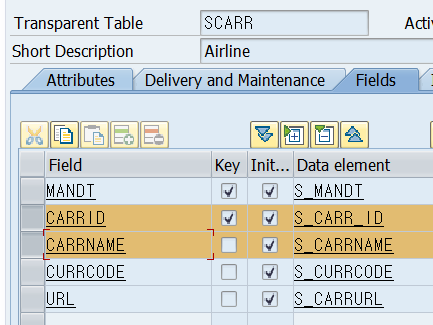 Transparent Table SCARR Activ
Short Description Airline
Attributes Delivery and Maintenance Fields
Field Key Init... Data element
MANDT S_MANDT
CARRID S_CARR_ID
CARRNAME S_CARRNAME
CURRCODE S_CURRCODE
URL S_CARRURL